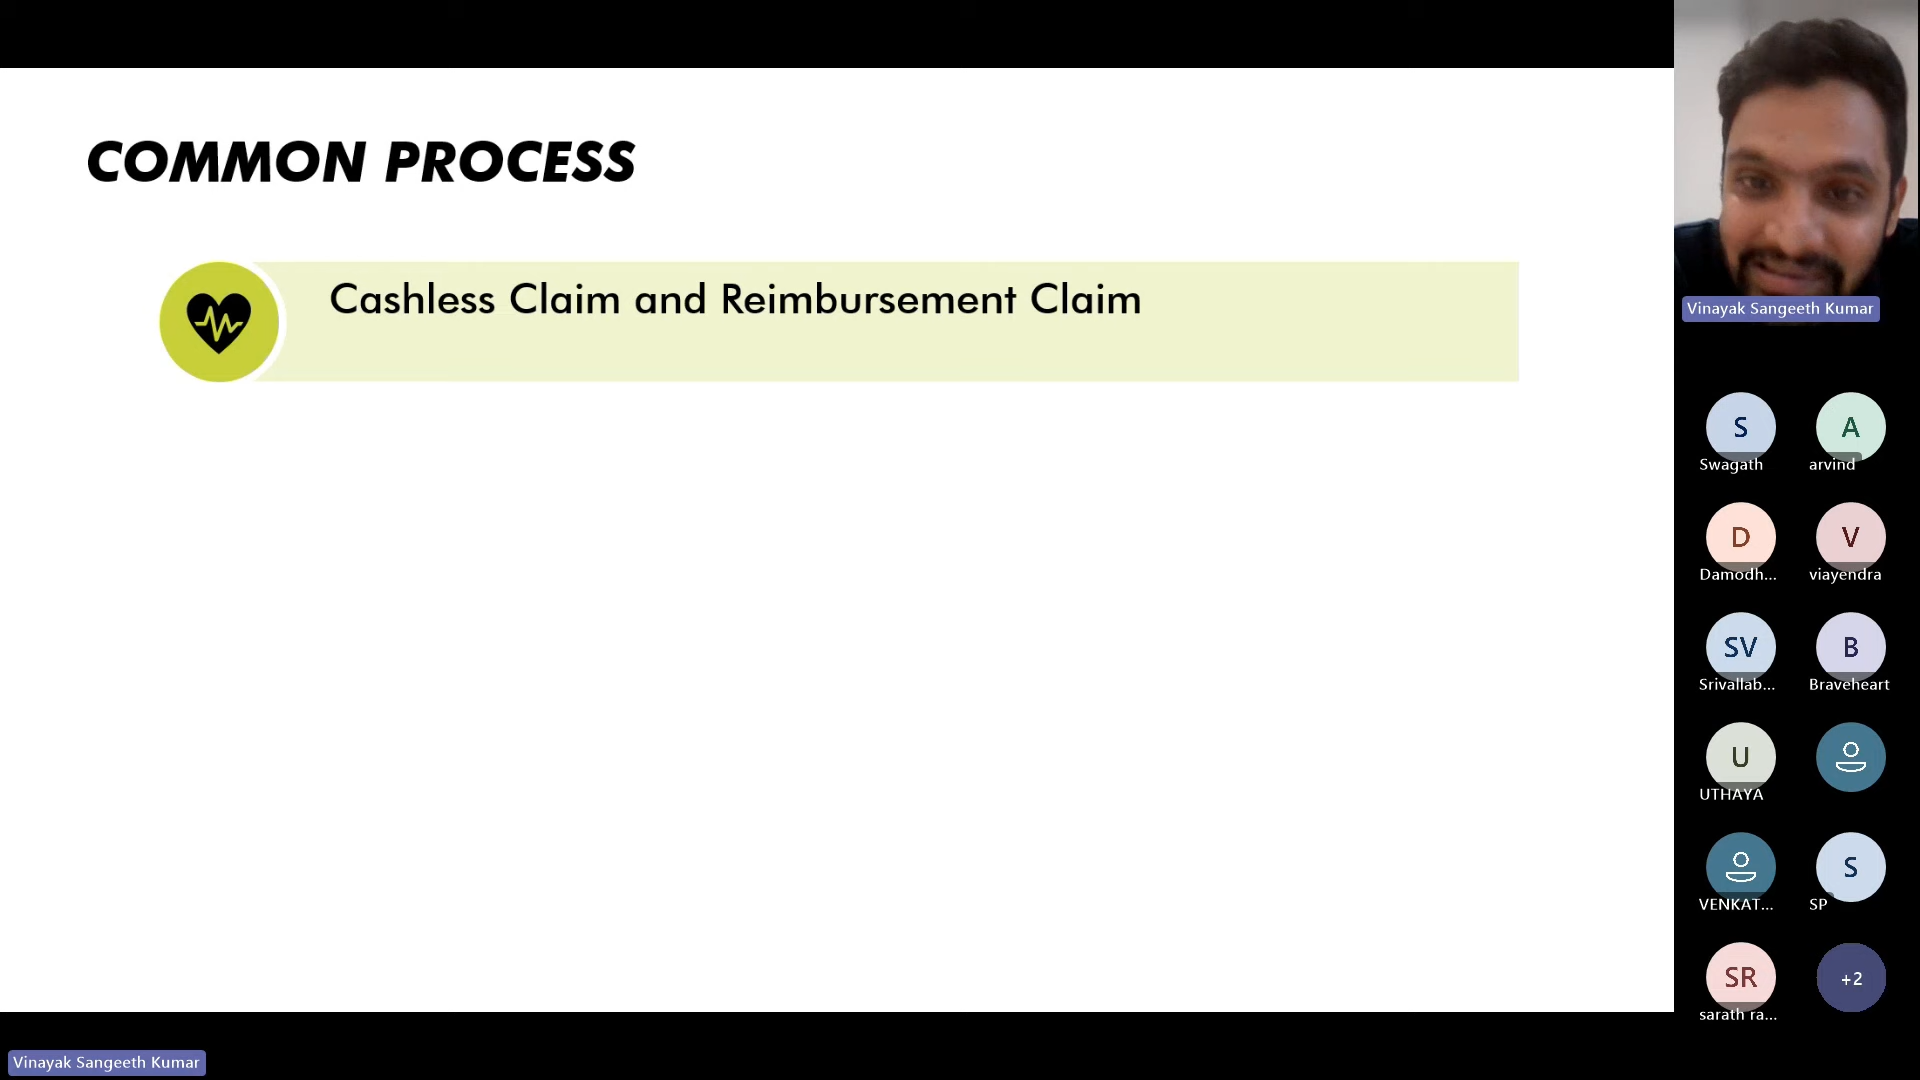 COMMON PROCESS
Cashless Claim and Reimbursement Claim
Vinayak Sangeeth Kumar
S
A
Swagath
arvind
D
V
Damodh...
viayendra
SV
B
Srivallab...
Braveheart
U
UTHAYA
S
VENKAT...
SP
SR
+2
sarath ra...
Vinayak Sangeeth Kumar